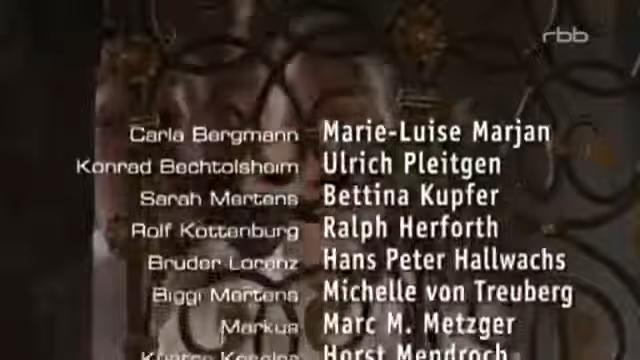 rbb
Carla Bergmann Marie-Luise Marjan
Konrad Bechtolsheim Ulrich Pleitgen
Sarah Martens Bettina Kupfer
Rolf Kottenburg Ralph Herforth
Bruder Lorenz Hans Peter Hallwachs
Biggi Martens Michelle von Treuberg
Markus Marc M. Metzger
Horst Mendroch